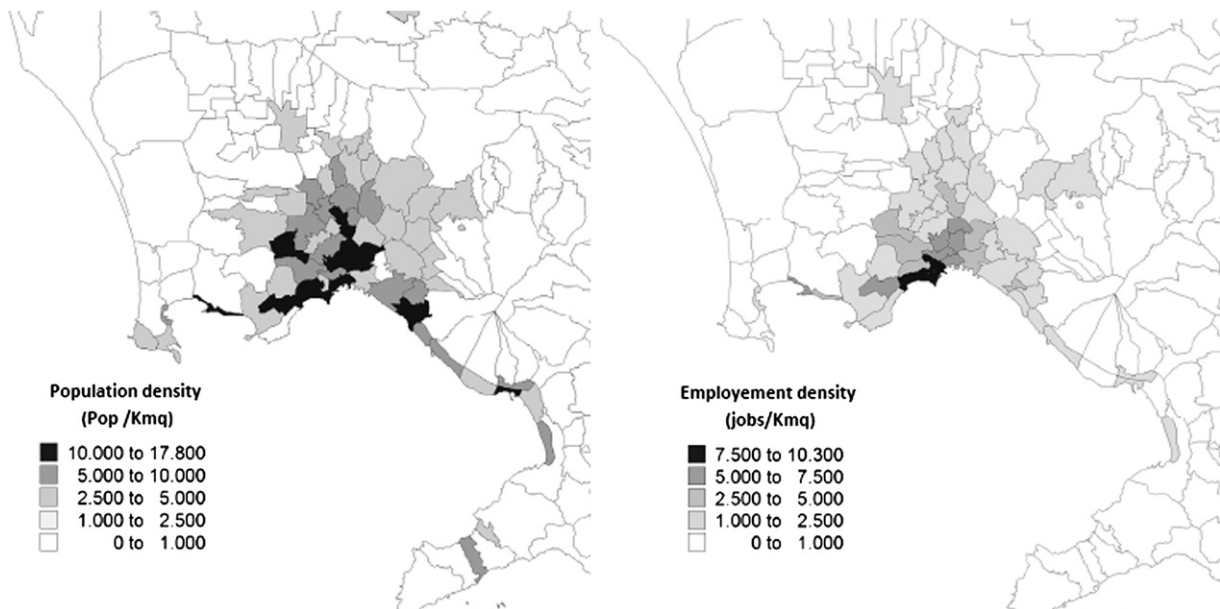 Population density
(Pop /Kmq)
10.000 to 17.800
5.000 to 10.000
2.500 to 5.000
1.000 to 2.500
0 to 1.000
Employement density
(jobs/Kmq)
7.500 to 10.300
5.000 to 7.500
2.500 to 5.000
1.000 to 2.500
0 to 1.000